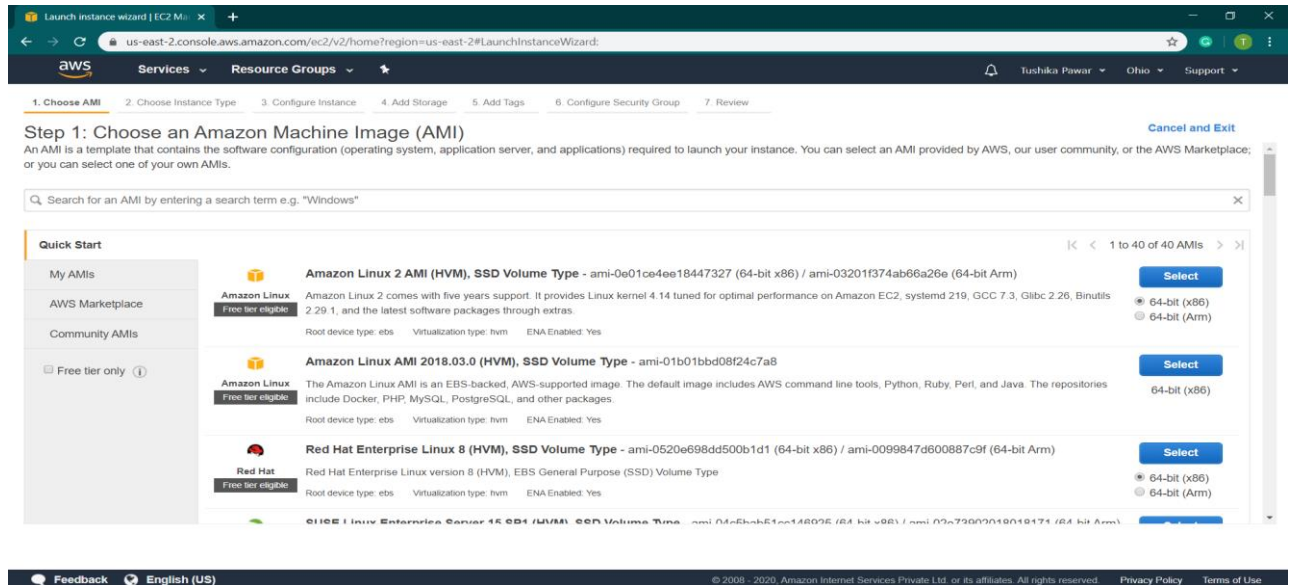 Launch instance wizard | EC2 Ma
us-east-2.console.aws.amazon.com/ec2/v2/home?region=us-east-2#LaunchInstanceWizard:
aws Services Resource Groups Tushika Pawar Ohio Support
1. Choose AMI 2. Choose Instance Type 3. Configure Instance 4. Add Storage 5. Add Tags 6. Configure Security Group 7. Review
Step 1: Choose an Amazon Machine Image (AMI)
Cancel and Exit
An AMI is a template that contains the software configuration (operating system, application server, and applications) required to launch your instance. You can select an AMI provided by AWS, our user community, or the AWS Marketplace;
or you can select one of your own AMIs.
Search for an AMI by entering a search term e.g. "Windows"
Quick Start
1 to 40 of 40 AMIs
My AMIs
AWS Marketplace
Community AMIs
Free tier only
Amazon Linux
Free tier eligible
Amazon Linux 2 AMI (HVM), SSD Volume Type - ami-0e01ce4ee18447327 (64-bit x86) / ami-03201f374ab66a26e (64-bit Arm)
Amazon Linux 2 comes with five years support. It provides Linux kernel 4.14 tuned for optimal performance on Amazon EC2, systemd 219, GCC 7.3, Glibc 2.26, Binutils
2.29.1, and the latest software packages through extras.
Root device type: ebs Virtualization type: hvm ENA Enabled: Yes
Select
64-bit (x86)
64-bit (Arm)
Amazon Linux
Free tier eligible
Amazon Linux AMI 2018.03.0 (HVM), SSD Volume Type - ami-01b01bbd08f24c7a8
The Amazon Linux AMI is an EBS-backed, AWS-supported image. The default image includes AWS command line tools, Python, Ruby, Perl, and Java. The repositories
include Docker, PHP, MySQL, PostgreSQL, and other packages.
Root device type: ebs Virtualization type: hvm ENA Enabled: Yes
Select
64-bit (x86)
Red Hat
Free tier eligible
Red Hat Enterprise Linux 8 (HVM), SSD Volume Type - ami-0520e698dd500b1d1 (64-bit x86) / ami-0099847d600887c9f (64-bit Arm)
Red Hat Enterprise Linux version 8 (HVM), EBS General Purpose (SSD) Volume Type
Root device type: ebs Virtualization type: hvm ENA Enabled: Yes
Select
64-bit (x86)
64-bit (Arm)
SUSE Linux Enterprise Server 15 SP1 (HVM), SSD Volume Type
Feedback English (US)
© 2008 - 2020, Amazon Internet Services Private Ltd. or its affiliates. All rights reserved. Privacy Policy Terms of Use